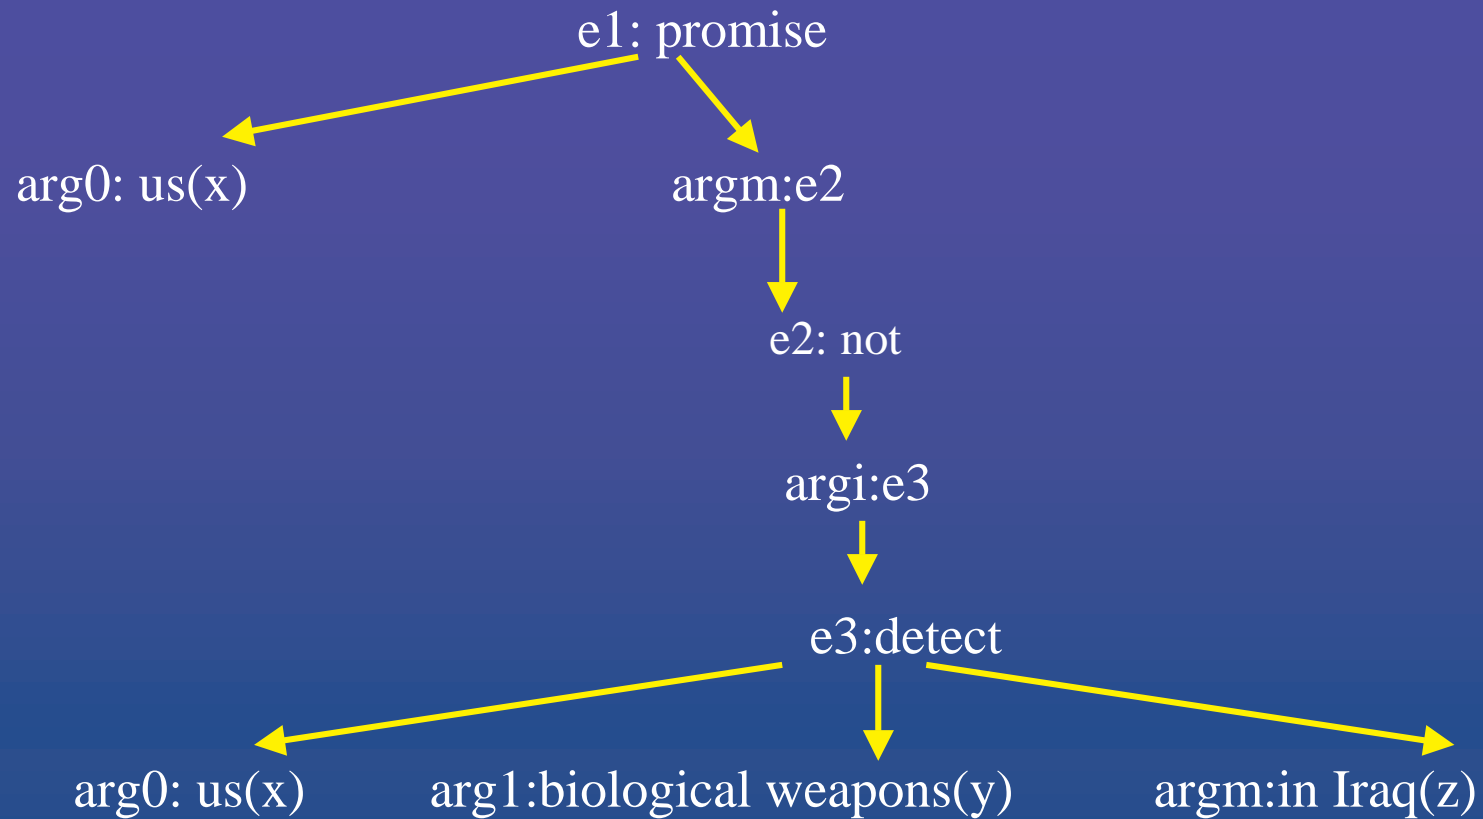 e1: promise
arg0: us(x) argm:e2
e2: not
argi:e3
e3:detect
arg0: us(x) arg1:biological weapons(y) argm:in Iraq(z)